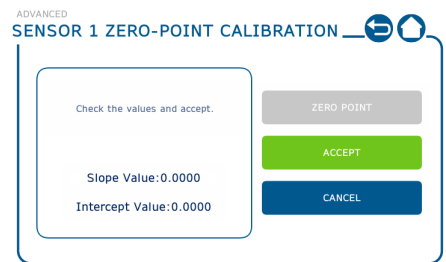 ADVANCED
SENSOR 1 ZERO-POINT CALIBRATION
Check the values and accept.
Slope Value:0.0000
Intercept Value:0.0000
ZERO POINT
ACCEPT
CANCEL